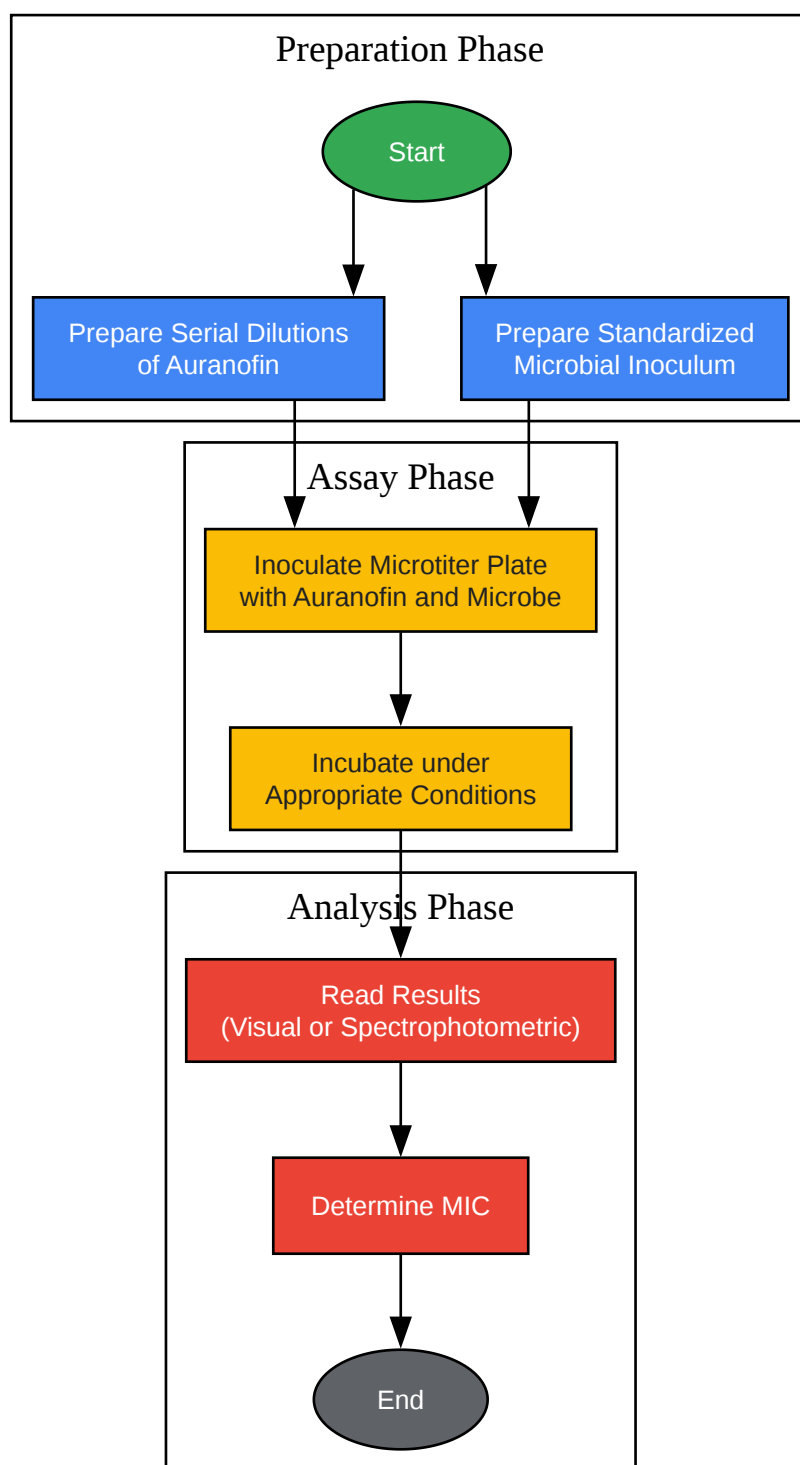 Preparation Phase
Start
Prepare Serial Dilutions
of Auranofin
Prepare Standardized
Microbial Inoculum
Assay Phase
Inoculate Microtiter Plate
with Auranofin and Microbe
Incubate under
Appropriate Conditions
Analysis Phase
Read Results
(Visual or Spectrophotometric)
Determine MIC
End